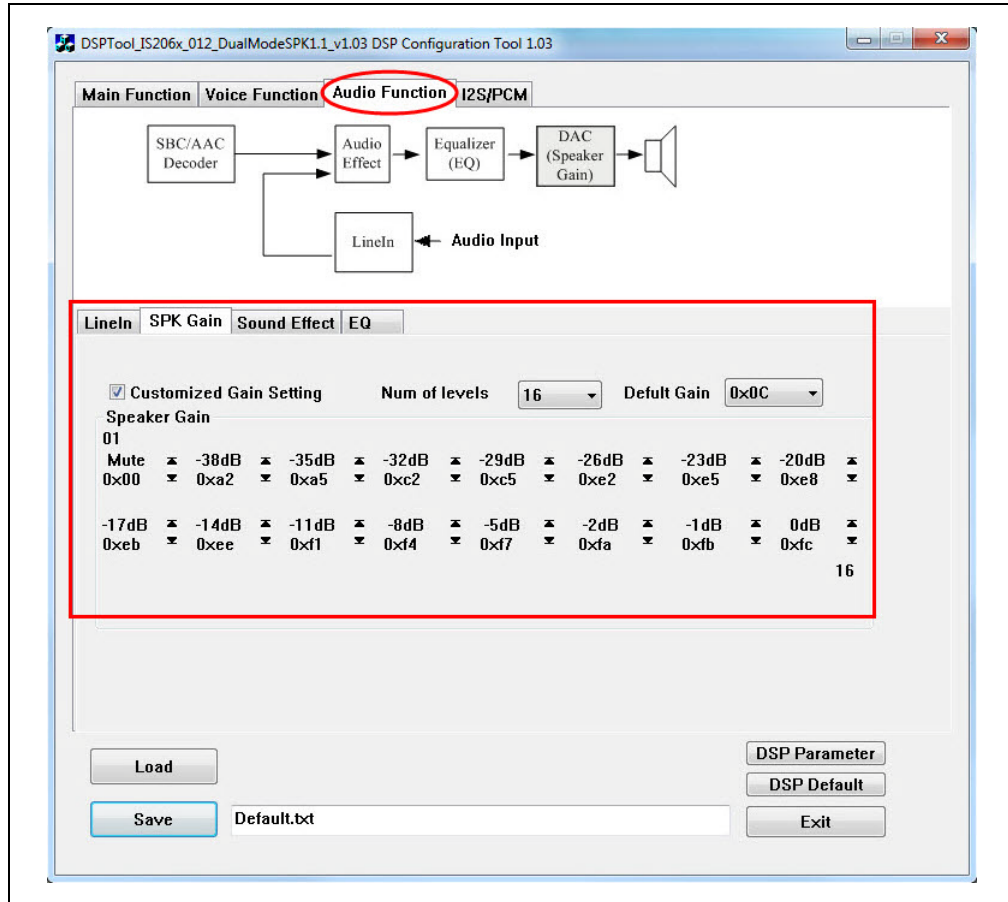 DSPTool_IS206x_012_DualModeSPK1.1_v1.03 DSP Configuration Tool 1.03
Main Function Voice Function Audio Function I2S/PCM
SBC/AAC
Decoder
Audio
Effect
Equalizer
(EQ)
DAC
(Speaker
Gain)
LineIn
Audio Input
LineIn SPK Gain Sound Effect EQ
Customized Gain Setting Num of levels 16 Defult Gain 0x0C
Speaker Gain
01
Mute -38dB -35dB -32dB -29dB -26dB -23dB -20dB
0x00 0xa2 0xa5 0xc2 0xc5 0xe2 0xe5 0xe8
-17dB -14dB -11dB -8dB -5dB -2dB -1dB 0dB
0xeb 0xee 0xf1 0xf4 0xf7 0xfa 0xfb 0xfc
16
Load
DSP Parameter
DSP Default
Save Default.txt Exit